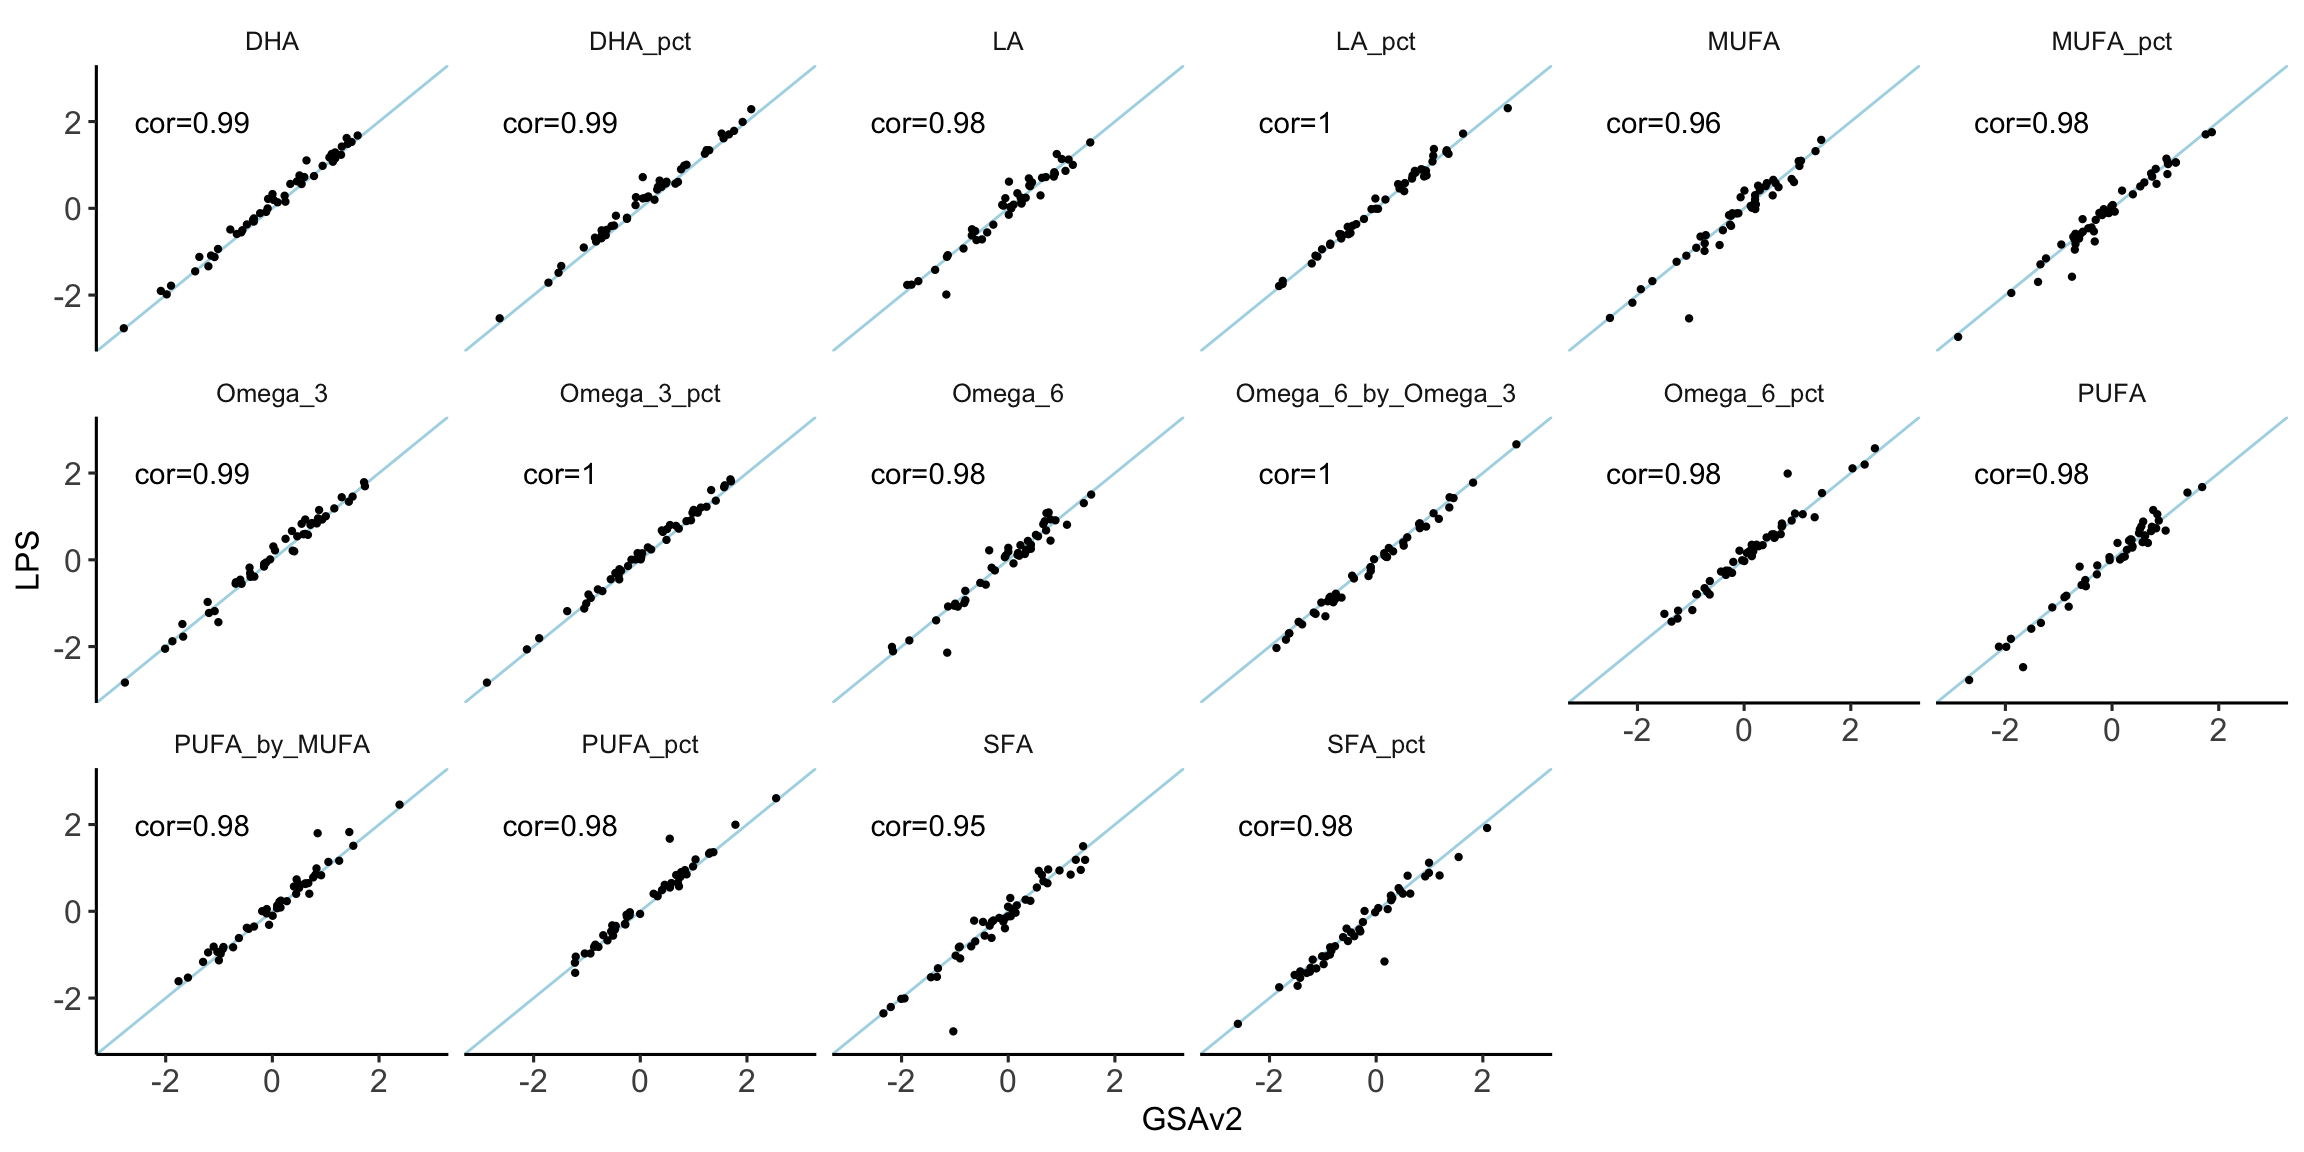 DHA DHA_pct LA LA_pct MUFA MUFA_pct
2 cor=0.99 cor=0.99 cor=0.98 cor=1 cor=0.96 cor=0.98
0
-2
Omega_3 Omega_3_pct Omega_6 Omega_6_by_Omega_3 Omega_6_pct PUFA
2 cor=0.99 cor=1 cor=0.98 cor=1 cor=0.98 cor=0.98
LPS
0
-2
-2 0 2 -2 0 2
PUFA_by_MUFA PUFA_pct SFA SFA_pct
2 cor=0.98 cor=0.98 cor=0.95 cor=0.98
0
-2
-2 0 2 -2 0 2 -2 0 2 -2 0 2
GSAv2